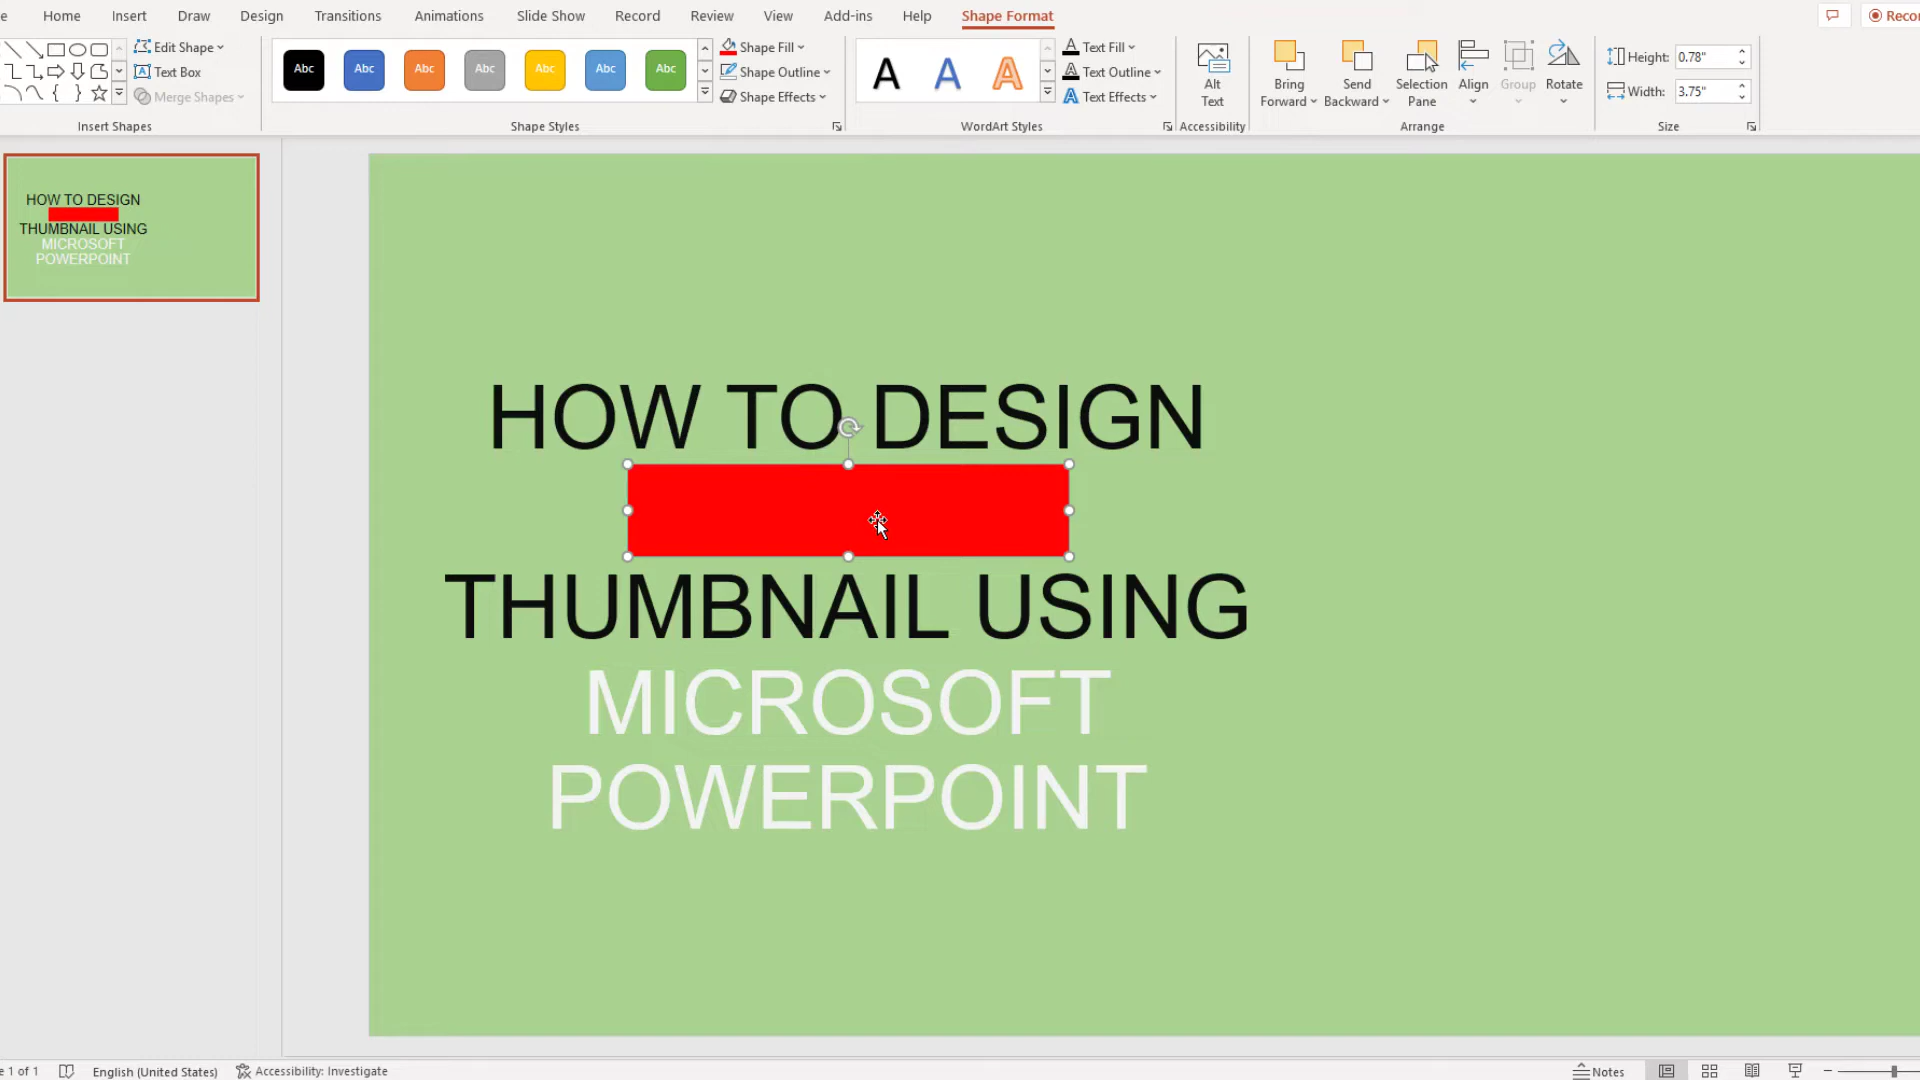 Home Insert Draw Design Transitions Animations Slide Show Record Review View Add-ins Help Shape Format
Edit Shape
Text Box
Merge Shapes
Insert Shapes
Abc Abc Abc Abc Abc Abc Abc
Shape Fill
Shape Outline
Shape Effects
Shape Styles
A A A
Text Fill
Text Outline
Text Effects
WordArt Styles
Alt
Text
Accessibility
Bring
Forward
Send
Backward
Selection
Pane
Align
Group
Rotate
Arrange
Height: 0.78"
Width: 3.75"
Size
HOW TO DESIGN
THUMBNAIL USING
MICROSOFT
POWERPOINT
HOW TO DESIGN
THUMBNAIL USING
MICROSOFT
POWERPOINT
1 of 1 English (United States) Accessibility: Investigate Notes